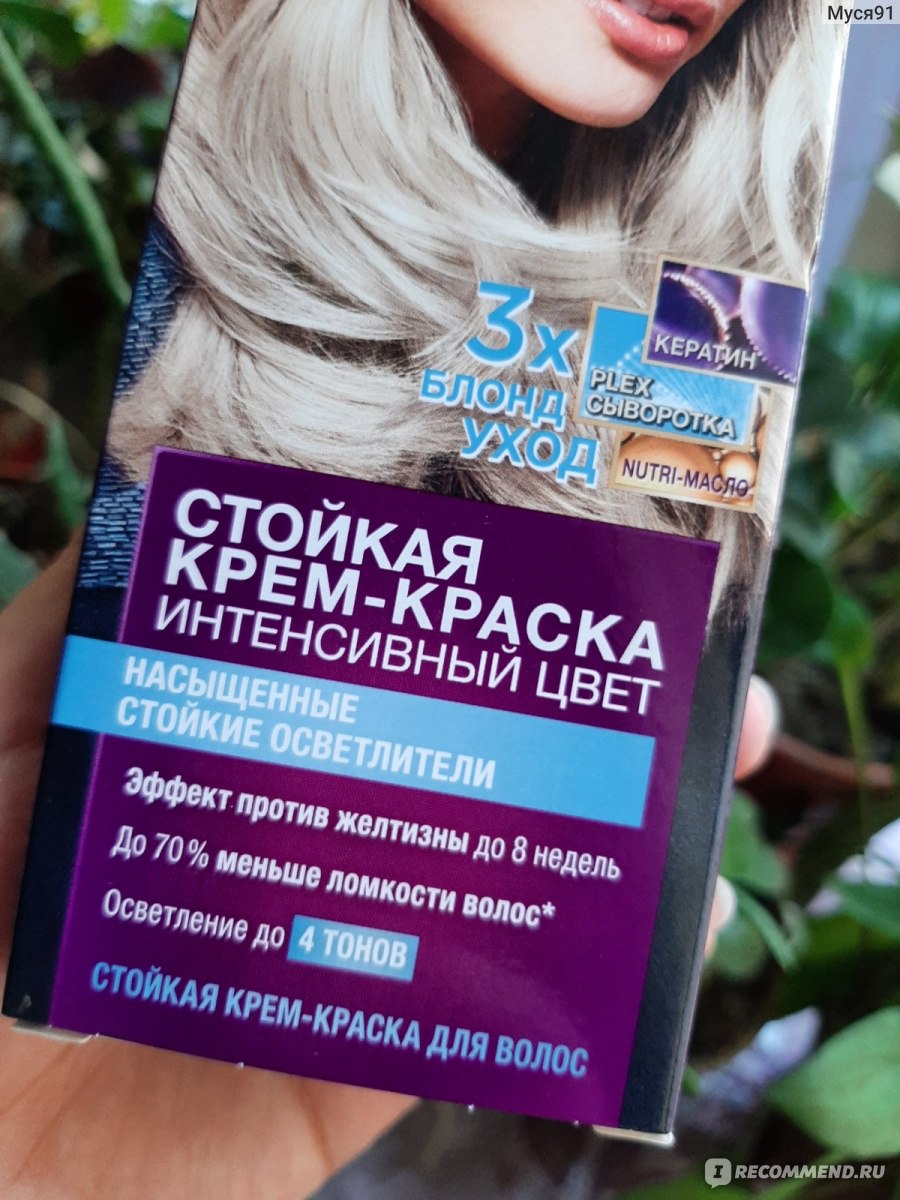 Муся91
3x
БЛОНД
УХОД
КЕРАТИН
PLEX
СЫВОРОТКА
NUTRI-МАСЛО
СТОЙКАЯ
КРЕМ-КРАСКА
ИНТЕНСИВНЫЙ ЦВЕТ
НАСЫЩЕННЫЕ
СТОЙКИЕ ОСВЕТЛИТЕЛИ
Эффект против желтизны до 8 недель
До 70% меньше ломкости волос*
Осветление до 4 ТОНОВ
СТОЙКАЯ КРЕМ-КРАСКА ДЛЯ ВОЛОС
IRECOMMEND.RU